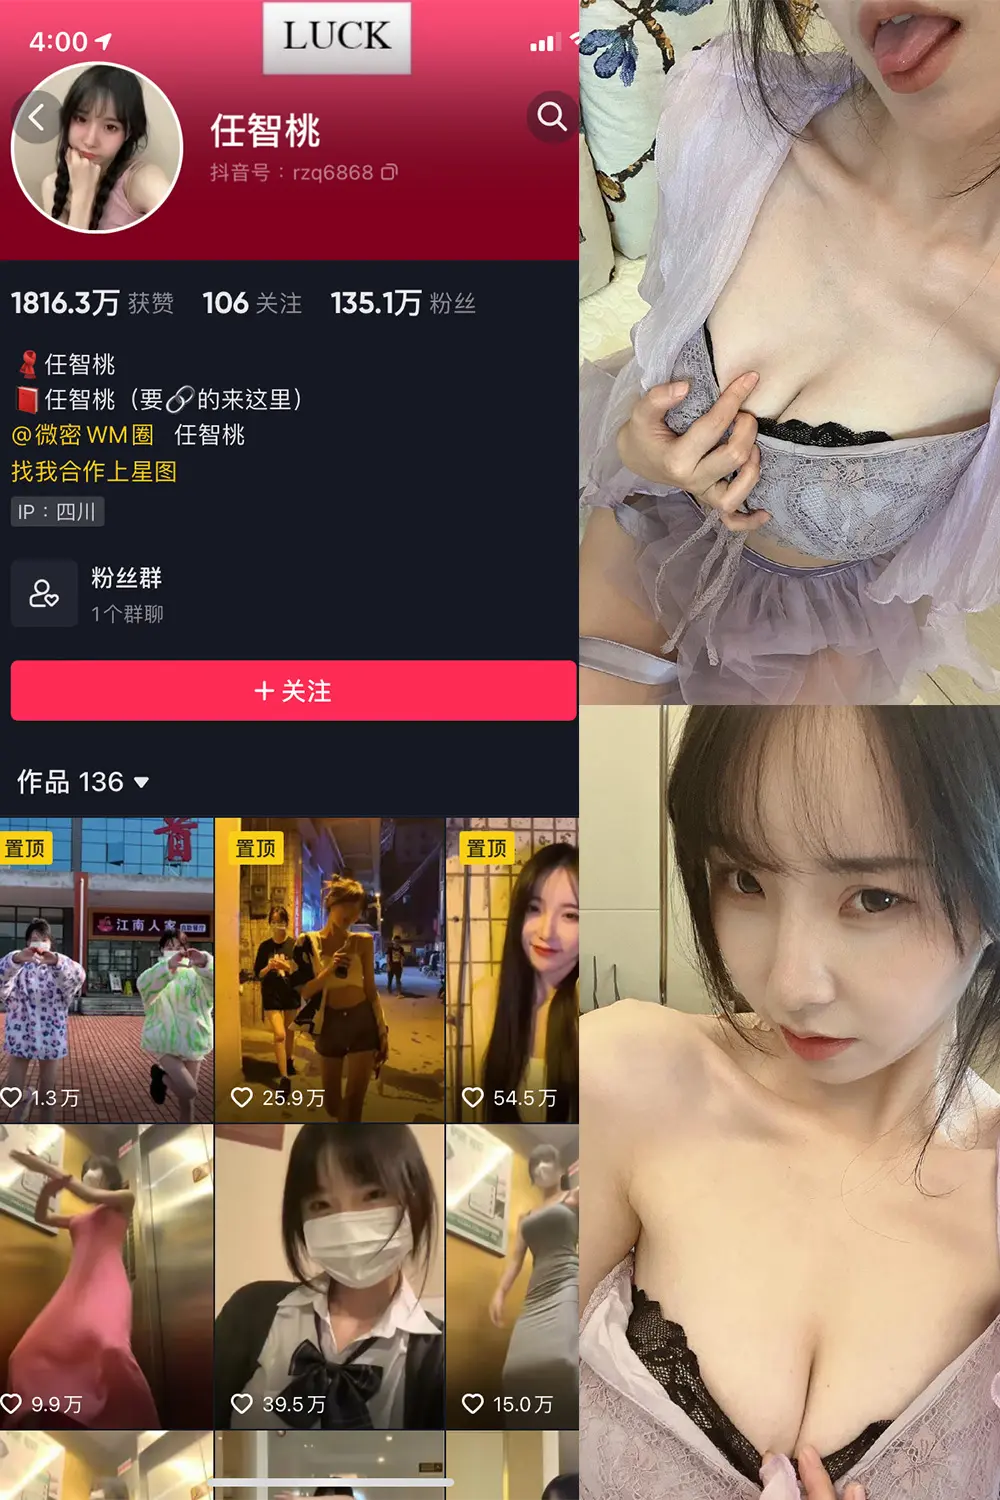 4:00
LUCK
任智桃
抖音号：rzq6868
1816.3万 获赞 106 关注 135.1万 粉丝
任智桃
任智桃（要🔗的来这里）
@微密WM圈 任智桃
找我合作上星图
IP：四川
粉丝群
1个群聊
+ 关注
作品 136
置顶
置顶
置顶
江南人家
1.3万
25.9万
54.5万
9.9万
39.5万
15.0万